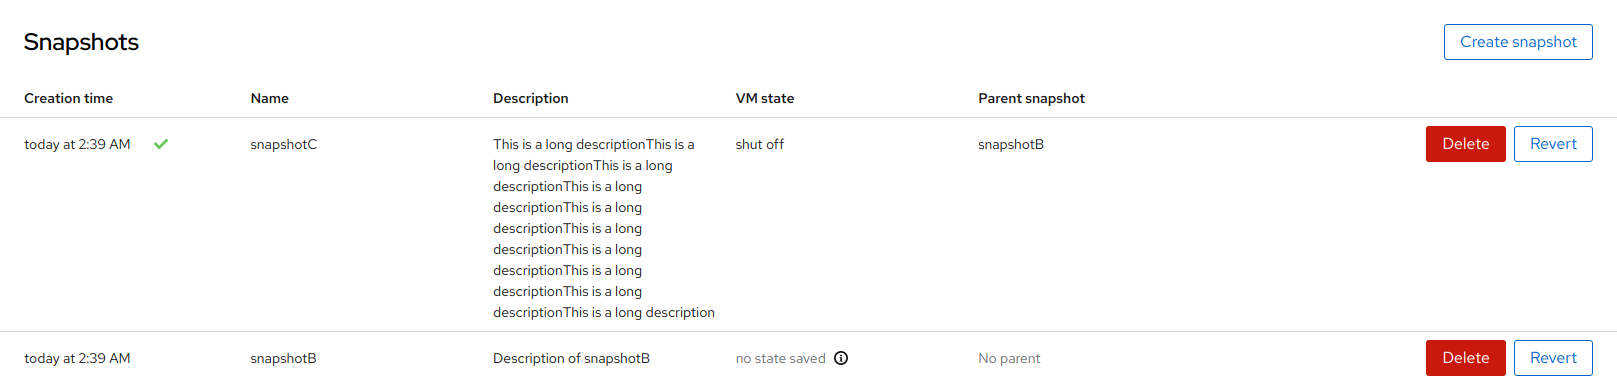 Snapshots
Create snapshot
Creation time Name Description VM state Parent snapshot
today at 2:39 AM snapshotC This is a long descriptionThis is a shut off snapshotB Delete Revert
long descriptionThis is a long
descriptionThis is a long
descriptionThis is a long
descriptionThis is a long
descriptionThis is a long
descriptionThis is a long
descriptionThis is a long
descriptionThis is a long description
today at 2:39 AM snapshotB Description of snapshotB no state saved No parent Delete Revert